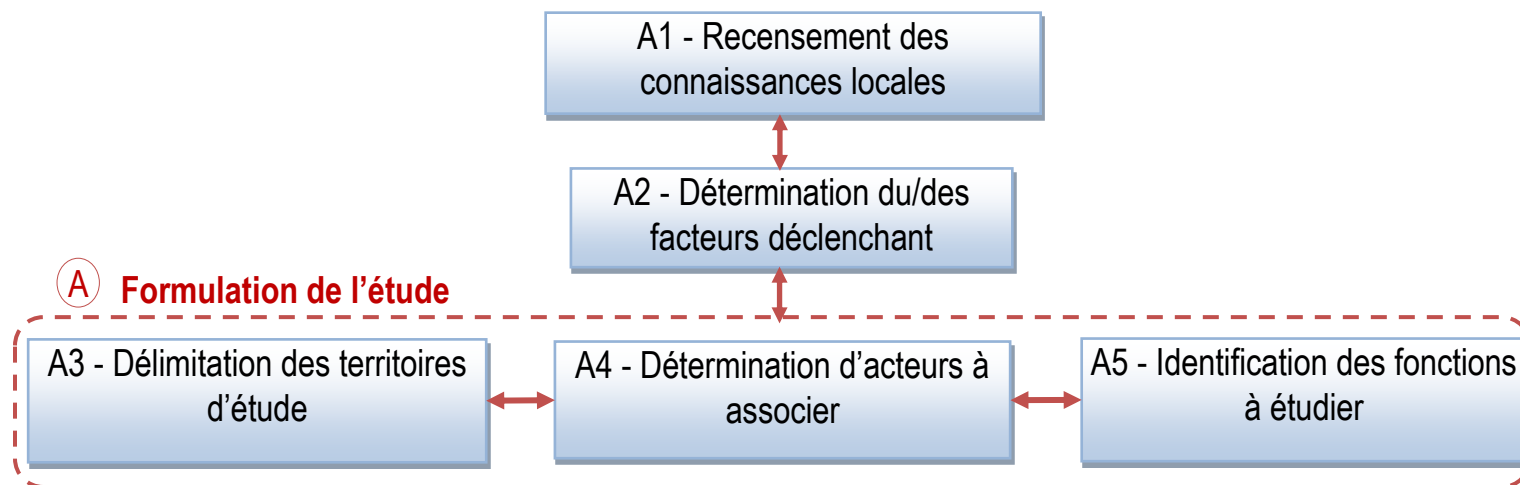 A1 - Recensement des
connaissances locales
A2 - Détermination du/des
facteurs déclenchant
A Formulation de l’étude
A3 - Délimitation des territoires
d’étude
A4 - Détermination d’acteurs à
associer
A5 - Identification des fonctions
à étudier